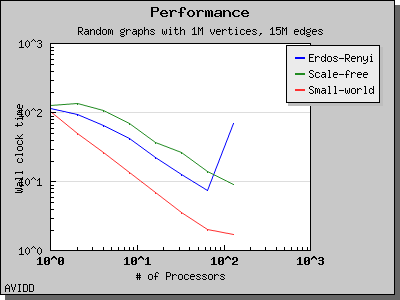 Performance
Random graphs with 1M vertices, 15M edges
Erdos-Renyi
Scale-free
Small-world
Wall clock time
10^3
10^2
10^1
10^0
10^0 10^1 10^2 10^3
# of Processors
AVIDD